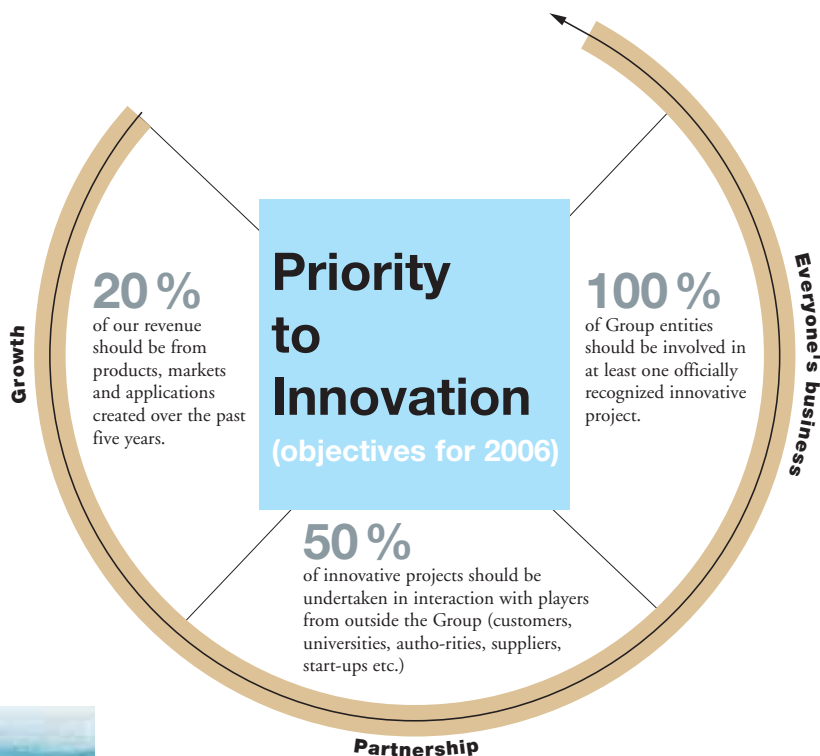 Priority
to
Innovation
(objectives for 2006)
Growth
20 %
of our revenue
should be from
products, markets
and applications
created over the past
five years.
Partnership
50 %
of innovative projects should be
undertaken in interaction with players
from outside the Group (customers,
universities, autho-rities, suppliers,
start-ups etc.)
Everyone's business
100 %
of Group entities
should be involved in
at least one officially
recognized innovative
project.